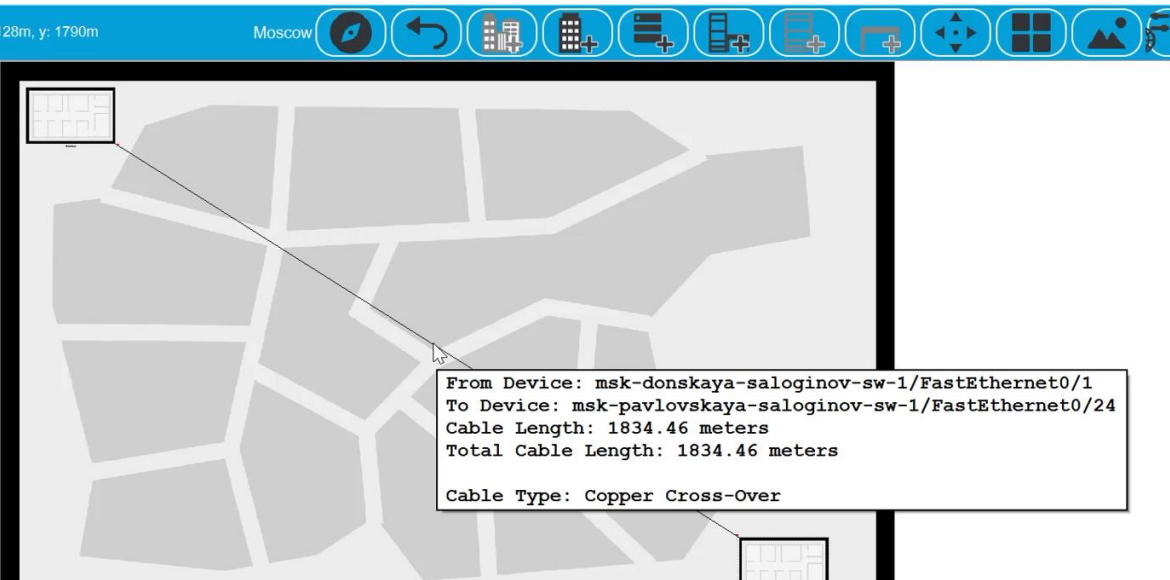 28m, y: 1790m
Moscow
From Device: msk-donskaya-saloginov-sw-1/FastEthernet0/1
To Device: msk-pavlovskaya-saloginov-sw-1/FastEthernet0/24
Cable Length: 1834.46 meters
Total Cable Length: 1834.46 meters
Cable Type: Copper Cross-Over